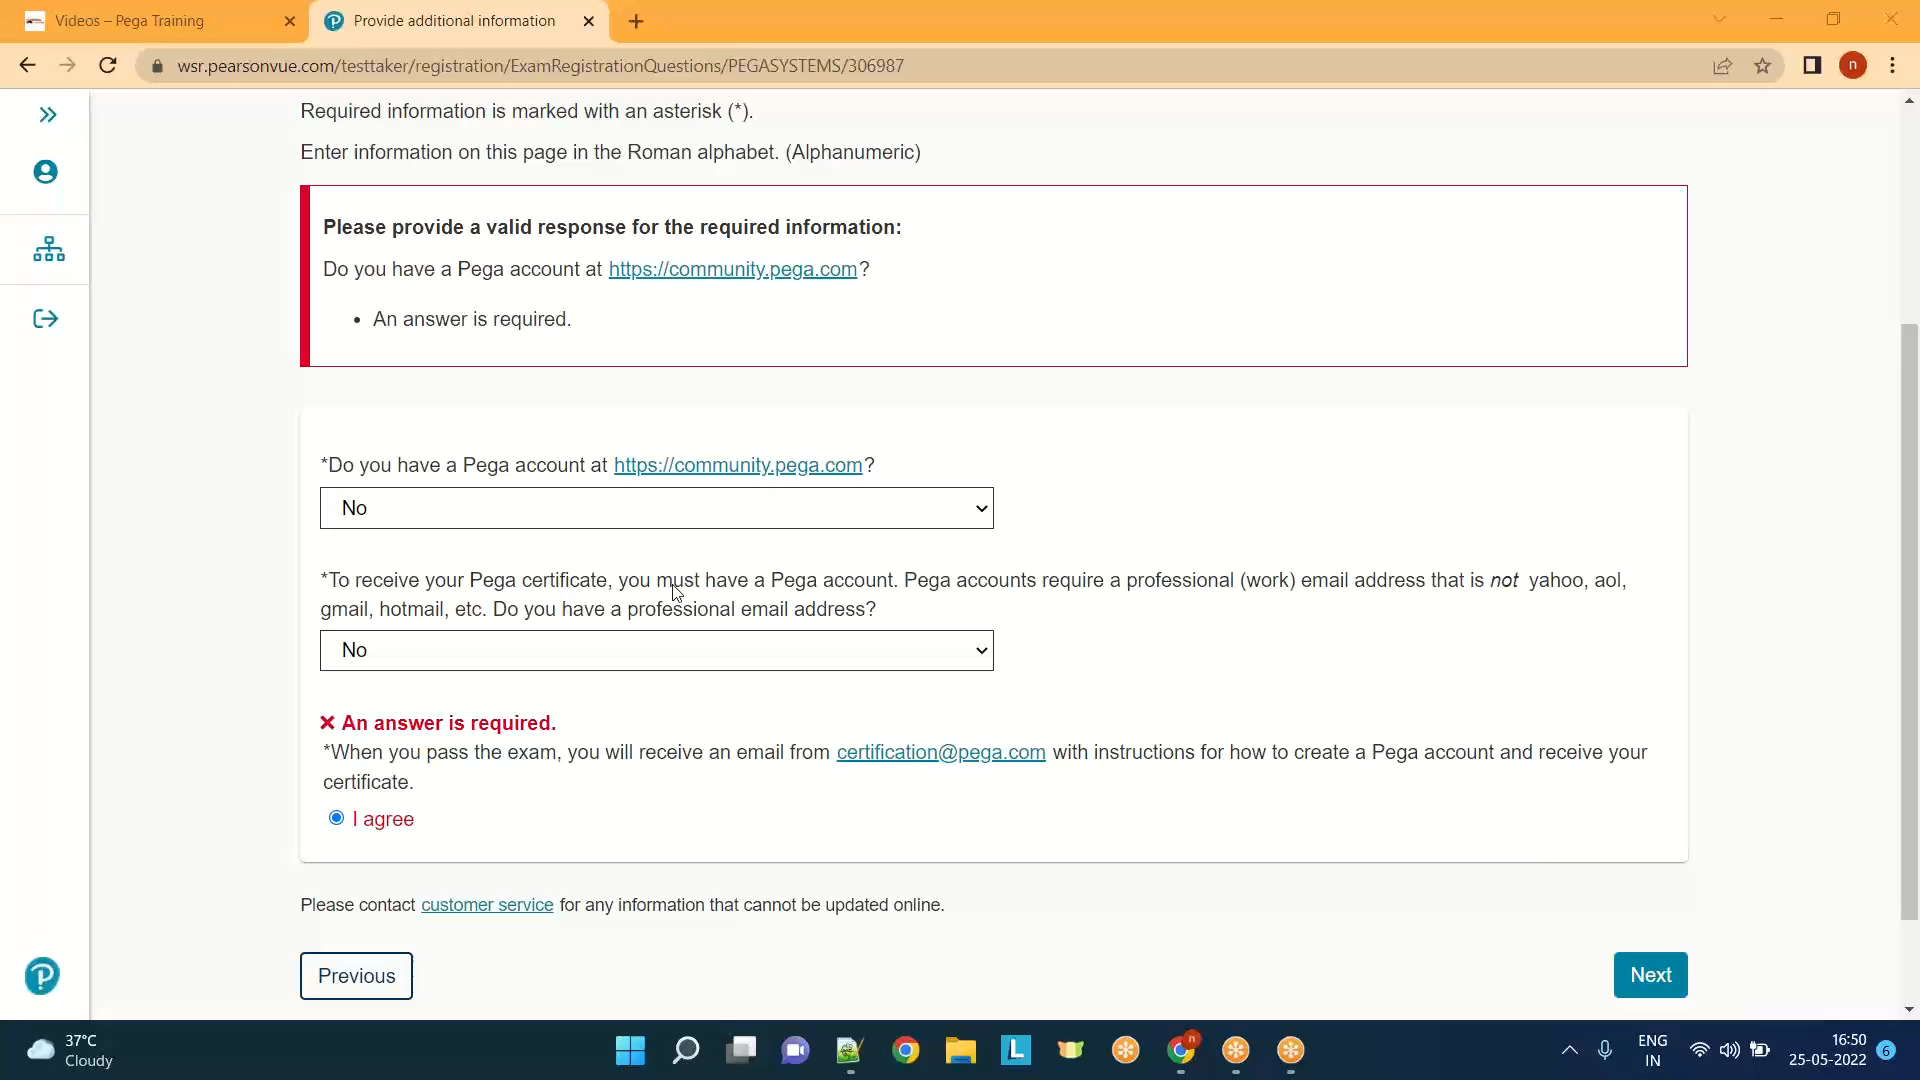 Videos – Pega Training
Provide additional information
wsr.pearsonvue.com/testtaker/registration/ExamRegistrationQuestions/PEGASYSTEMS/306987
n
Required information is marked with an asterisk (*).
Enter information on this page in the Roman alphabet. (Alphanumeric)
Please provide a valid response for the required information:
Do you have a Pega account at https://community.pega.com?
• An answer is required.
*Do you have a Pega account at https://community.pega.com?
No
*To receive your Pega certificate, you must have a Pega account. Pega accounts require a professional (work) email address that is not yahoo, aol,
gmail, hotmail, etc. Do you have a professional email address?
No
An answer is required.
*When you pass the exam, you will receive an email from certification@pega.com with instructions for how to create a Pega account and receive your
certificate.
I agree
Please contact customer service for any information that cannot be updated online.
Previous
Next
37°C
Cloudy
L
n
ENG
IN
16:50
25-05-2022
6